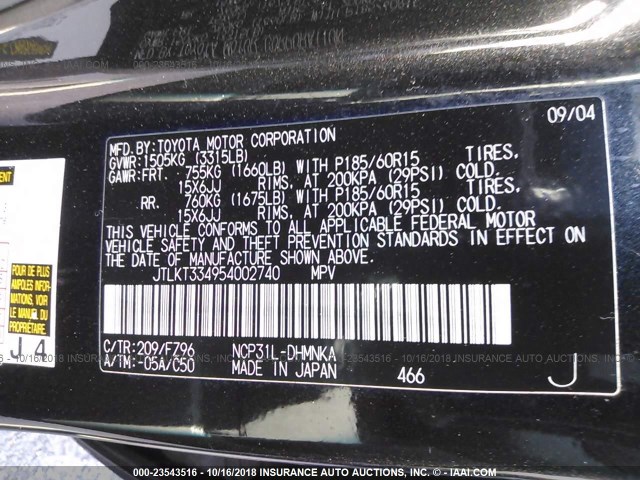 09/04
MFD. BY: TOYOTA MOTOR CORPORATION
GVWR: 1505KG (3315LB)
GAWR: FRT. 755KG (1660LB) WITH P185/60R15 TIRES,
15X6JJ RIMS, AT 200KPA (29PSI) COLD.
RR. 760KG (1675LB) WITH P185/60R15 TIRES,
15X6JJ RIMS, AT 200KPA (29PSI) COLD.
THIS VEHICLE CONFORMS TO ALL APPLICABLE FEDERAL MOTOR
VEHICLE SAFETY AND THEFT PREVENTION STANDARDS IN EFFECT ON
THE DATE OF MANUFACTURE SHOWN ABOVE.
JTLKT334954002740 MPV
C/TR: 209/FZ96 NCP31L-DHMNKA
A/TM: -05A/C50 MADE IN JAPAN 466 J
POUR DE PLUS
AMPLES INFOR-
MATIONS, VOIR
LE MANUEL DU
PROPRIÉTAIRE
J 4
000-23543516 - 10/16/2018 INSURANCE AUTO AUCTIONS, INC. - © - IAAI.COM